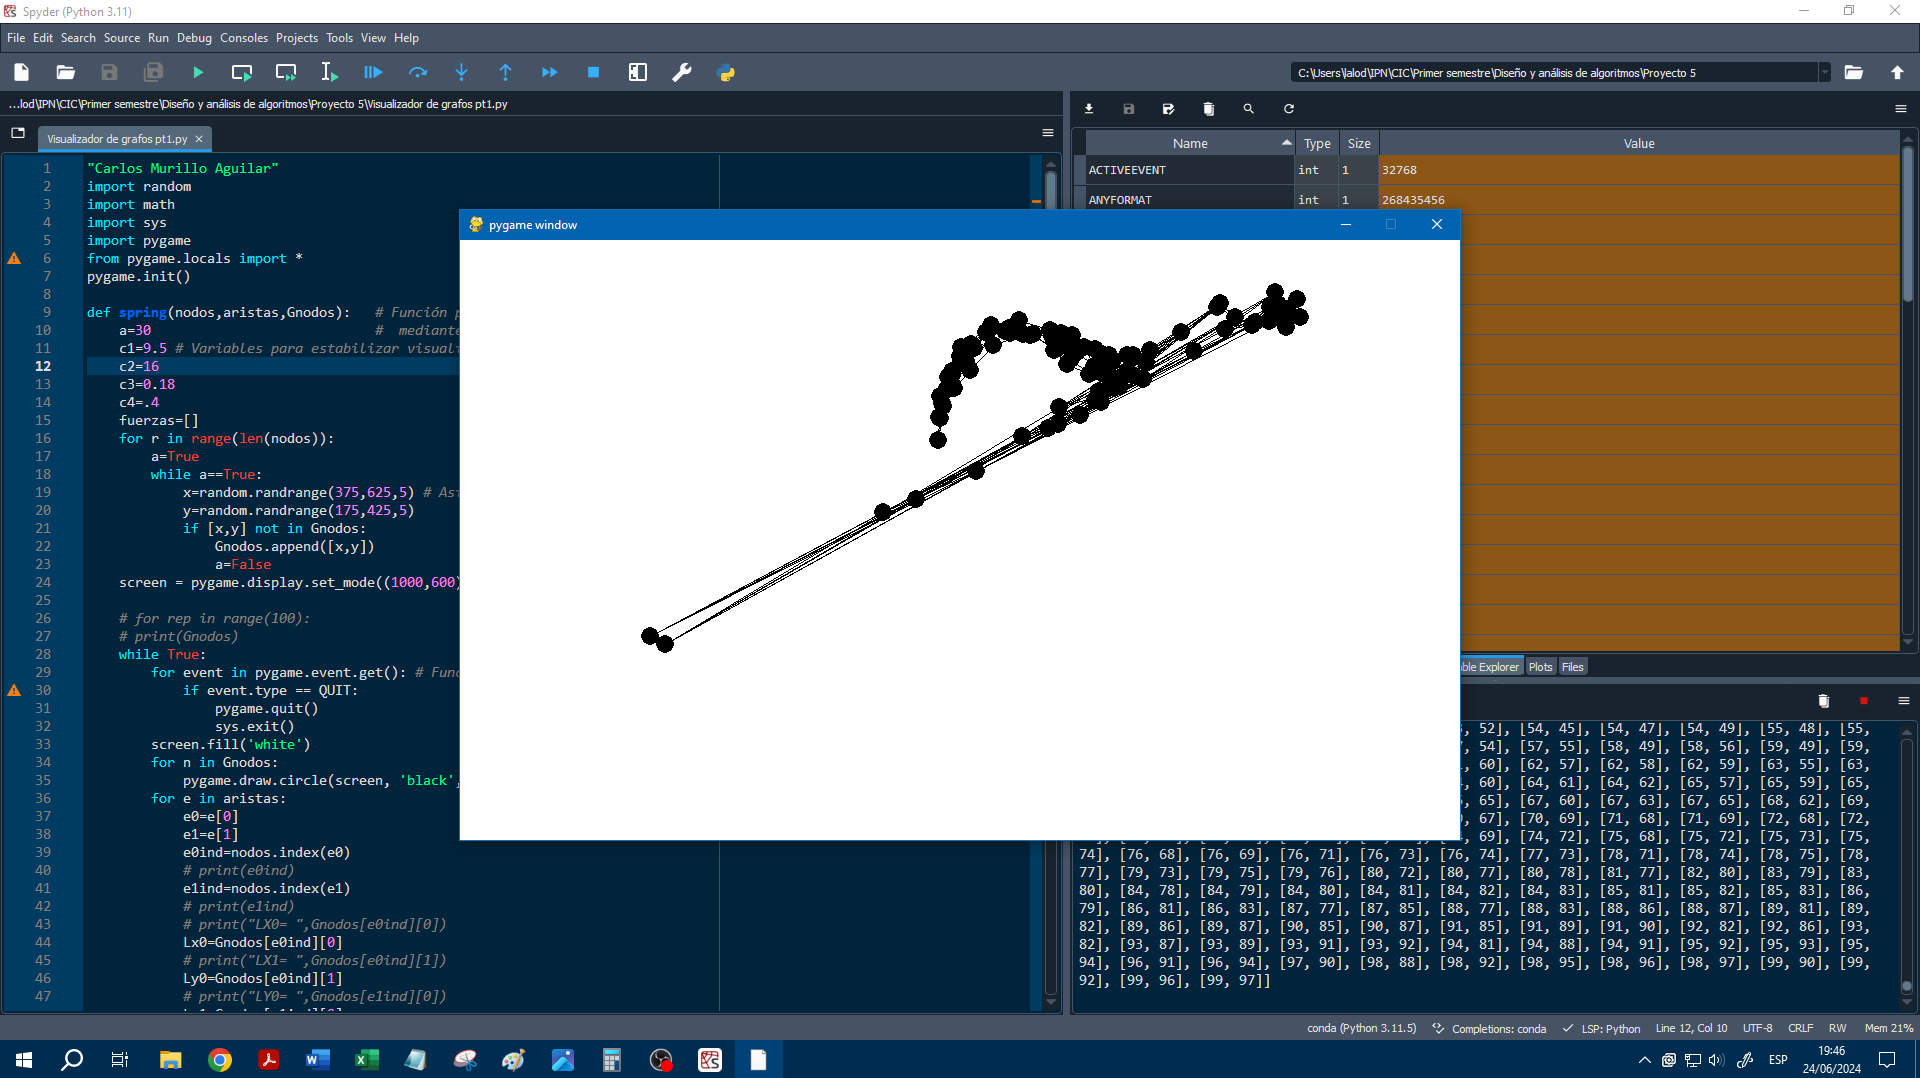 Spyder (Python 3.11)
File Edit Search Source Run Debug Consoles Projects Tools View Help
C:\Users\lalod\IPN\CIC\Primer semestre\Diseño y análisis de algoritmos\Proyecto 5
...lod\IPN\CIC\Primer semestre\Diseño y análisis de algoritmos\Proyecto 5\Visualizador de grafos pt1.py
Visualizador de grafos pt1.py
1 "Carlos Murillo Aguilar"
2 import random
3 import math
4 import sys
5 import pygame
6 from pygame.locals import *
7 pygame.init()
8
9 def spring(nodos,aristas,Gnodos): # Función
10 a=30 # mediante
11 c1=9.5 # Variables para estabilizar
12 c2=16
13 c3=0.18
14 c4=.4
15 fuerzas=[]
16 for r in range(len(nodos)):
17 a=True
18 while a==True:
19 x=random.randrange(375,625,5) #
20 y=random.randrange(175,425,5)
21 if [x,y] not in Gnodos:
22 Gnodos.append([x,y])
23 a=False
24 screen = pygame.display.set_mode((1000,600)
25
26 # for rep in range(100):
27 # print(Gnodos)
28 while True:
29 for event in pygame.event.get(): #
30 if event.type == QUIT:
31 pygame.quit()
32 sys.exit()
33 screen.fill('white')
34 for n in Gnodos:
35 pygame.draw.circle(screen, 'black',
36 for e in aristas:
37 e0=e[0]
38 e1=e[1]
39 e0ind=nodos.index(e0)
40 # print(e0ind)
41 e1ind=nodos.index(e1)
42 # print(e1ind)
43 # print("LX0= ",Gnodos[e0ind][0])
44 Lx0=Gnodos[e0ind][0]
45 # print("LX1= ",Gnodos[e0ind][1])
46 Ly0=Gnodos[e0ind][1]
47 # print("LY0= ",Gnodos[e1ind][0])
Name Type Size Value
ACTIVEEVENT int 1 32768
ANYFORMAT int 1 268435456
pygame window
ble Explorer Plots Files
52], [54, 45], [54, 47], [54, 49], [55, 48], [55,
54], [57, 55], [58, 49], [58, 56], [59, 49], [59,
60], [62, 57], [62, 58], [62, 59], [63, 55], [63,
60], [64, 61], [64, 62], [65, 57], [65, 59], [65,
65], [67, 60], [67, 63], [67, 65], [68, 62], [69,
67], [70, 69], [71, 68], [71, 69], [72, 68], [72,
69], [74, 72], [75, 68], [75, 72], [75, 73], [75,
74], [76, 68], [76, 69], [76, 71], [76, 73], [76, 74], [77, 73], [78, 71], [78, 74], [78, 75], [78,
77], [79, 73], [79, 75], [79, 76], [80, 72], [80, 77], [80, 78], [81, 77], [82, 80], [83, 79], [83,
80], [84, 78], [84, 79], [84, 80], [84, 81], [84, 82], [84, 83], [85, 81], [85, 82], [85, 83], [86,
79], [86, 81], [86, 83], [87, 77], [87, 85], [88, 77], [88, 83], [88, 86], [88, 87], [89, 81], [89,
82], [89, 86], [89, 87], [90, 85], [90, 87], [91, 85], [91, 89], [91, 90], [92, 82], [92, 86], [93,
82], [93, 87], [93, 89], [93, 91], [93, 92], [94, 81], [94, 88], [94, 91], [95, 92], [95, 93], [95,
94], [96, 91], [96, 94], [97, 90], [98, 88], [98, 92], [98, 95], [98, 96], [98, 97], [99, 90], [99,
92], [99, 96], [99, 97]]
conda (Python 3.11.5) Completions: conda LSP: Python Line 12, Col 10 UTF-8 CRLF RW Mem 21%
ESP
19:46
24/06/2024